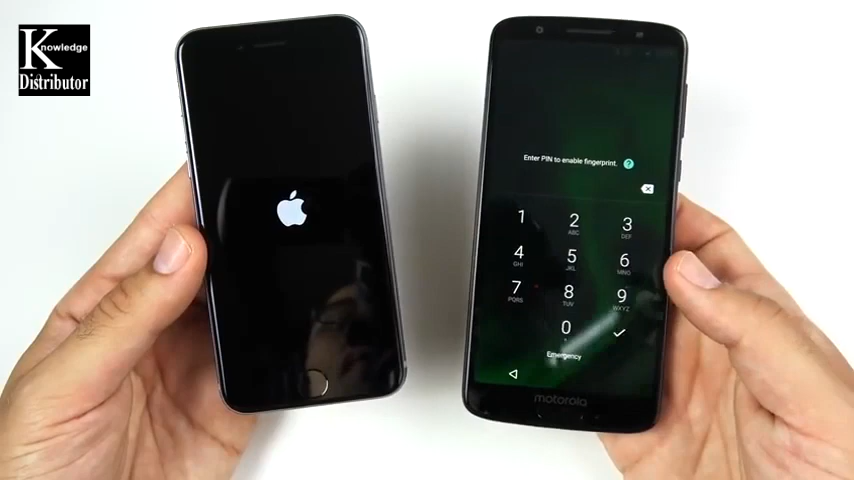 Knowledge
Distributor
Enter PIN to enable fingerprint.
?
1
2
ABC
3
DEF
4
GHI
5
JKL
6
MNO
7
PQRS
8
TUV
9
WXYZ
0
Emergency
motorola